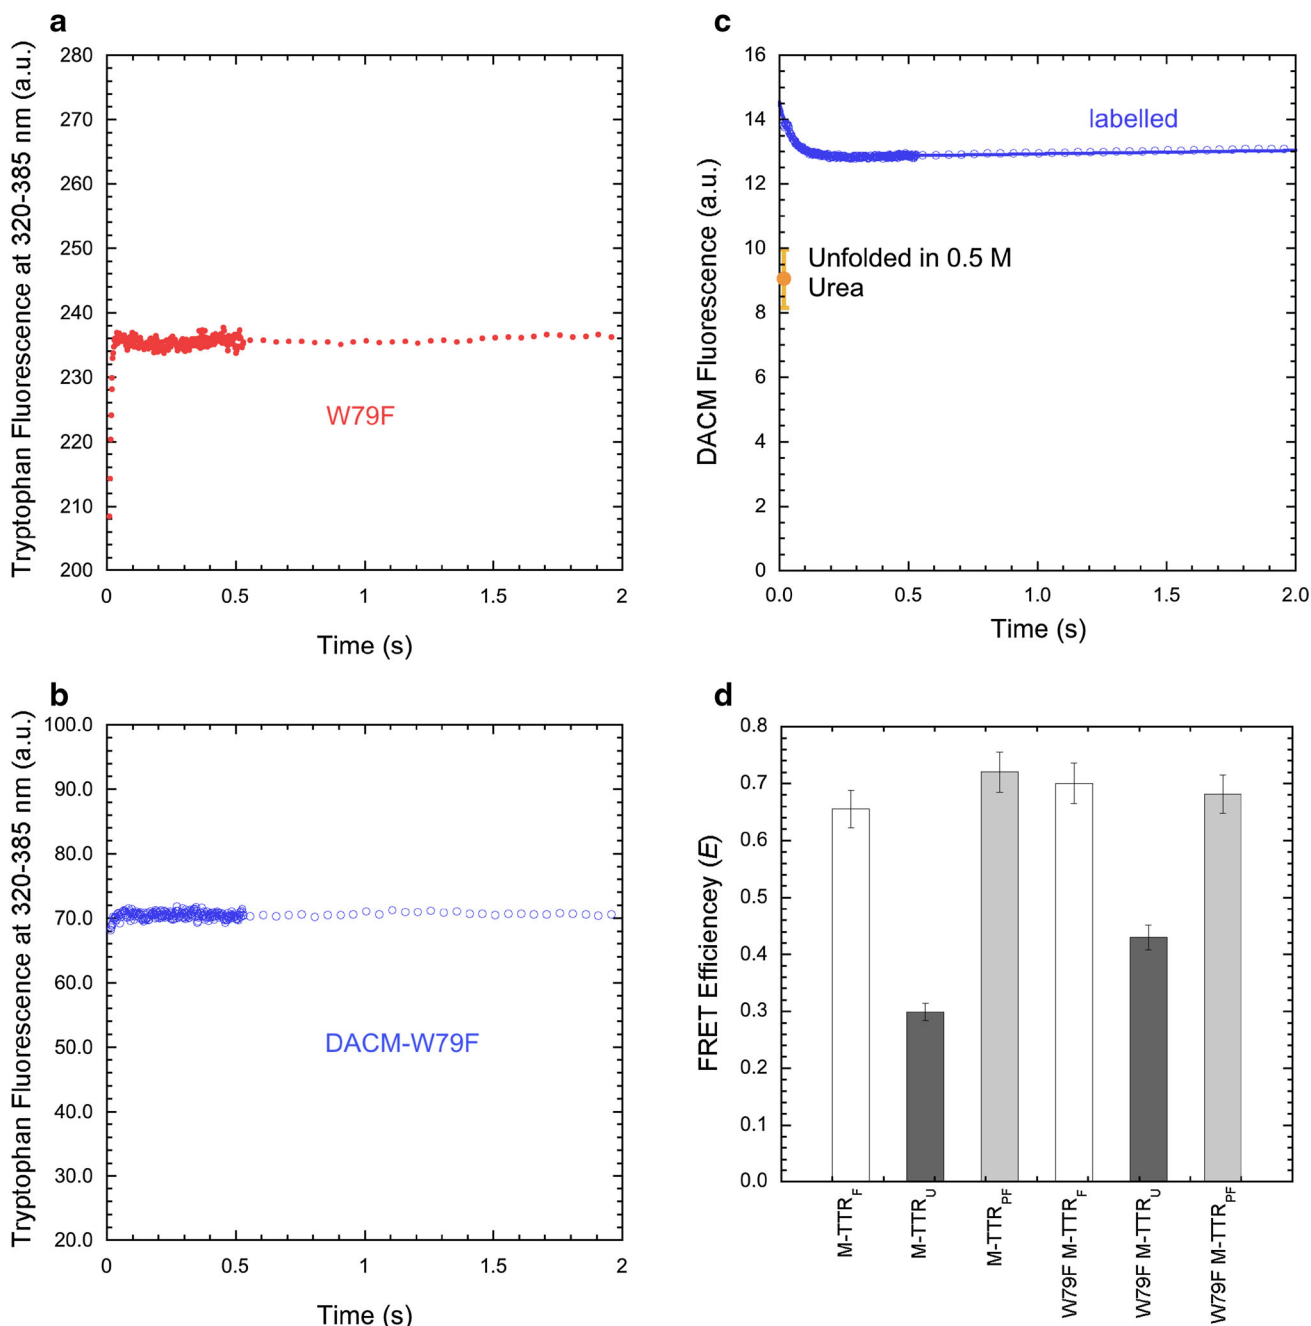 a
Tryptophan Fluorescence at 320-385 nm (a.u.)
280
270
260
250
240
230
220
210
200
W79F
0
0.5
1
1.5
2
Time (s)
b
Tryptophan Fluorescence at 320-385 nm (a.u.)
100.0
90.0
80.0
70.0
60.0
50.0
40.0
30.0
20.0
DACM-W79F
0
0.5
1
1.5
2
Time (s)
c
DACM Fluorescence (a.u.)
16
14
12
10
8
6
4
2
0
labelled
Unfolded in 0.5 M
Urea
0.0
0.5
1.0
1.5
2.0
Time (s)
d
FRET Efficiencey (E)
0.8
0.7
0.6
0.5
0.4
0.3
0.2
0.1
0.0
M-TTRF
M-TTRU
M-TTRPF
W79F M-TTRF
W79F M-TTRU
W79F M-TTRPF